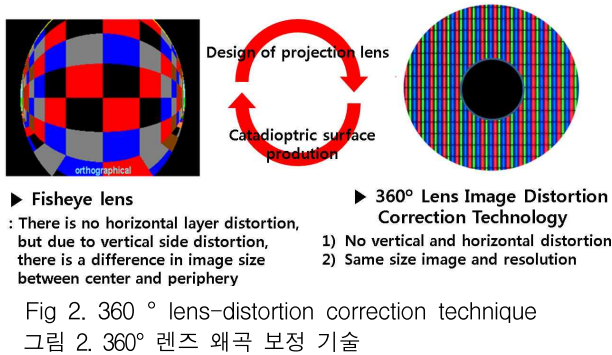 Design of projection lens
Catadioptric surface
prodution
orthographical
▶ Fisheye lens
: There is no horizontal layer distortion,
but due to vertical side distortion,
there is a difference in image size
between center and periphery
▶ 360° Lens Image Distortion
Correction Technology
1) No vertical and horizontal distortion
2) Same size image and resolution
Fig 2. 360 ° lens-distortion correction technique
그림 2. 360° 렌즈 왜곡 보정 기술